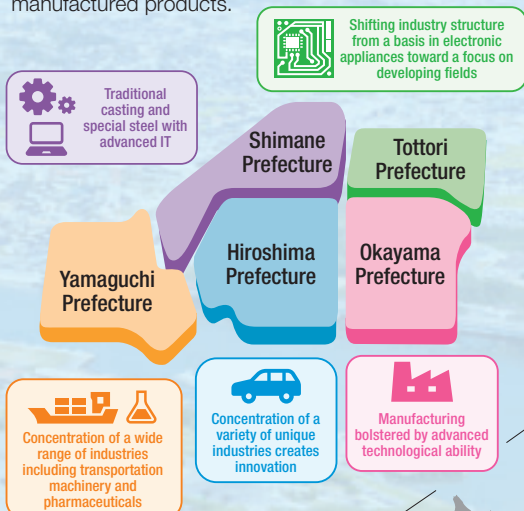 manufactured products.
Shifting industry structure
from a basis in electronic
appliances toward a focus on
developing fields
Traditional
casting and
special steel with
advanced IT
Shimane
Prefecture
Tottori
Prefecture
Yamaguchi
Prefecture
Hiroshima
Prefecture
Okayama
Prefecture
Concentration of a wide
range of industries
including transportation
machinery and
pharmaceuticals
Concentration of a
variety of unique
industries creates
innovation
Manufacturing
bolstered by advanced
technological ability